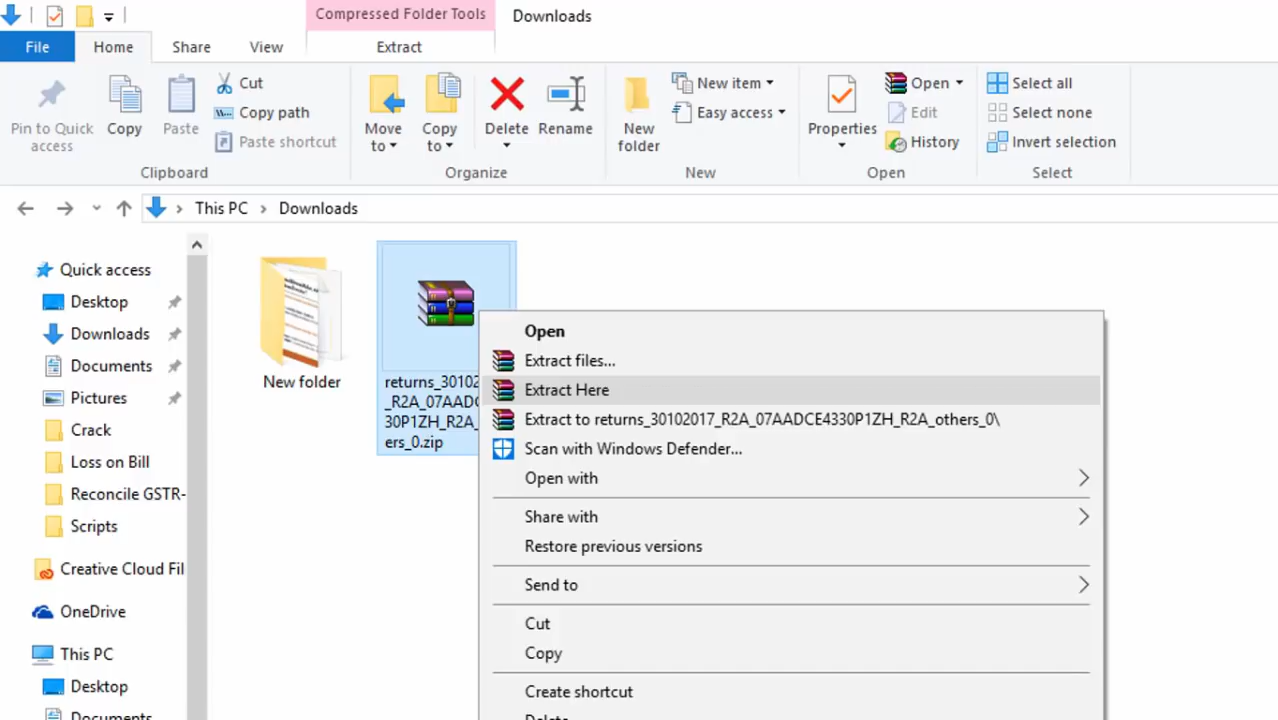 Compressed Folder Tools
Downloads
File
Home
Share
View
Extract
Pin to Quick
access
Copy
Paste
Cut
Copy path
Paste shortcut
Clipboard
Move
to
Copy
to
Delete
Rename
Organize
New
folder
New item
Easy access
New
Properties
Open
Edit
History
Open
Select all
Select none
Invert selection
Select
This PC
Downloads
Quick access
Desktop
Downloads
Documents
Pictures
Crack
Loss on Bill
Reconcile GSTR-
Scripts
Creative Cloud Fil
OneDrive
This PC
Desktop
Documents
New folder
returns_30102
_R2A_07AADC
30P1ZH_R2A_
ers_0.zip
Open
Extract files...
Extract Here
Extract to returns_30102017_R2A_07AADCE4330P1ZH_R2A_others_0\
Scan with Windows Defender...
Open with
Share with
Restore previous versions
Send to
Cut
Copy
Create shortcut
Delete